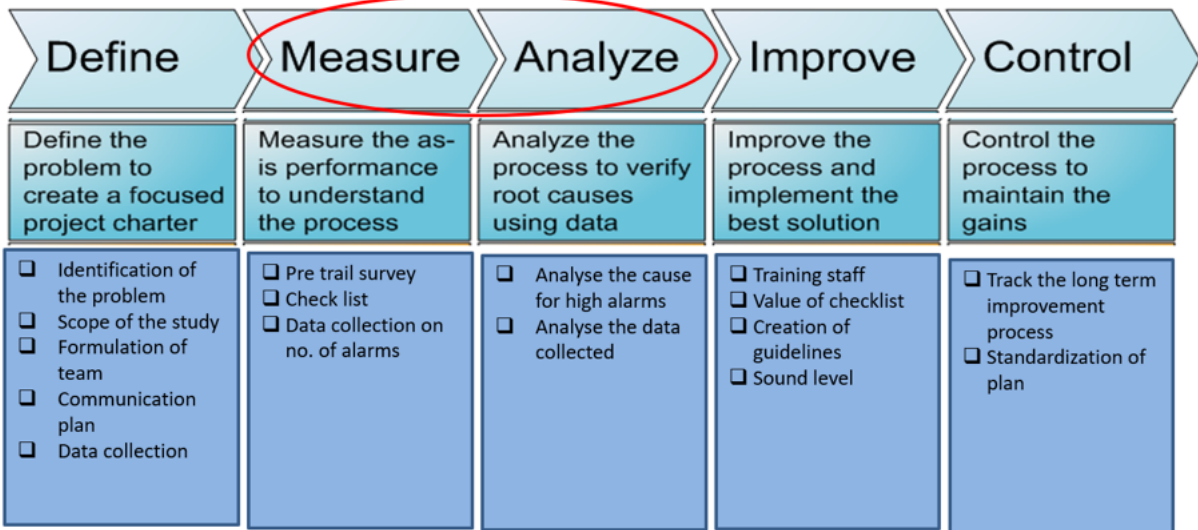 Define
Measure
Analyze
Improve
Control
Define the
problem to
create a focused
project charter
Measure the as-
is performance
to understand
the process
Analyze the
process to verify
root causes
using data
Improve the
process and
implement the
best solution
Control the
process to
maintain the
gains
❑ Identification of
the problem
❑ Scope of the study
❑ Formulation of
team
❑ Communication
plan
❑ Data collection
❑ Pre trail survey
❑ Check list
❑ Data collection on
no. of alarms
❑ Analyse the cause
for high alarms
❑ Analyse the data
collected
❑ Training staff
❑ Value of checklist
❑ Creation of
guidelines
❑ Sound level
❑ Track the long term
improvement
process
❑ Standardization of
plan